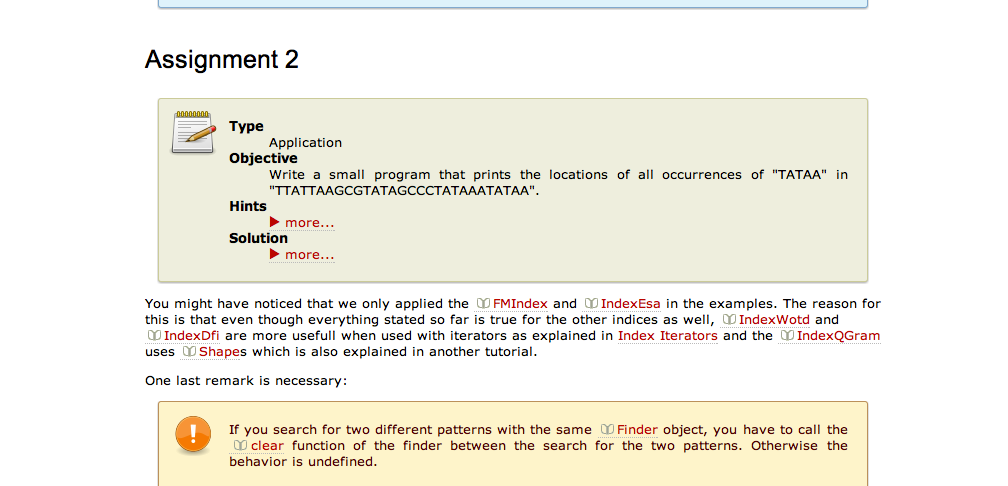 Assignment 2
Type
Application
Objective
Write a small program that prints the locations of all occurrences of "TATAA" in
"TTATTAAGCGTATAGCCCTATAAATATAA".
Hints
more...
Solution
more...
You might have noticed that we only applied the FMIndex and IndexEsa in the examples. The reason for
this is that even though everything stated so far is true for the other indices as well, IndexWotd and
IndexDfi are more usefull when used with iterators as explained in Index Iterators and the IndexQGram
uses Shapes which is also explained in another tutorial.
One last remark is necessary:
If you search for two different patterns with the same Finder object, you have to call the
clear function of the finder between the search for the two patterns. Otherwise the
behavior is undefined.